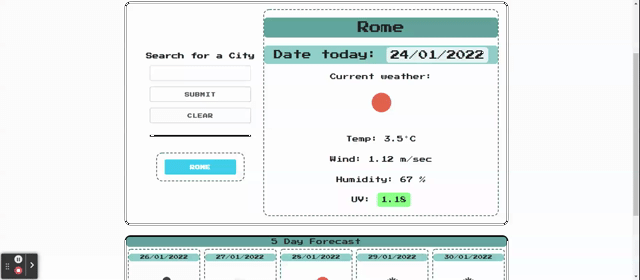 Rome
Date today: 24/01/2022
Search for a City
Current weather:
SUBMIT
CLEAR
Temp: 3.5°C
Wind: 1.12 m/sec
ROME
Humidity: 67 %
UV: 1.18
5 Day Forecast
26/01/2022 27/01/2022 28/01/2022 29/01/2022 30/01/2022